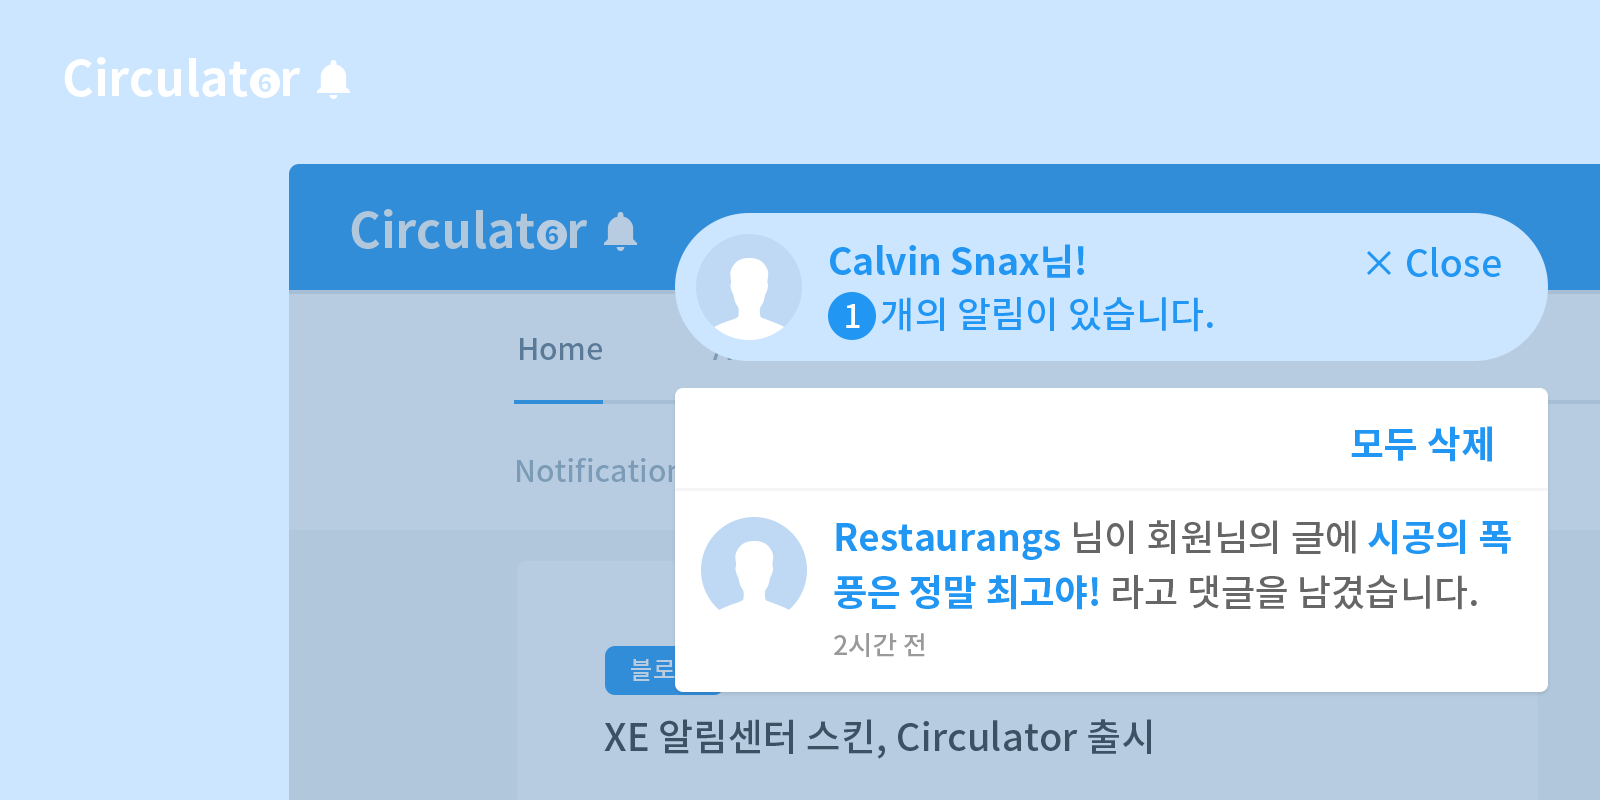 Circulat6r
Circulat6r
Calvin Snax님!
× Close
1개의 알림이 있습니다.
Home
모두 삭제
Notification
Restaurangs 님이 회원님의 글에 시공의 폭
풍은 정말 최고야! 라고 댓글을 남겼습니다.
2시간 전
XE 알림센터 스킨, Circulator 출시